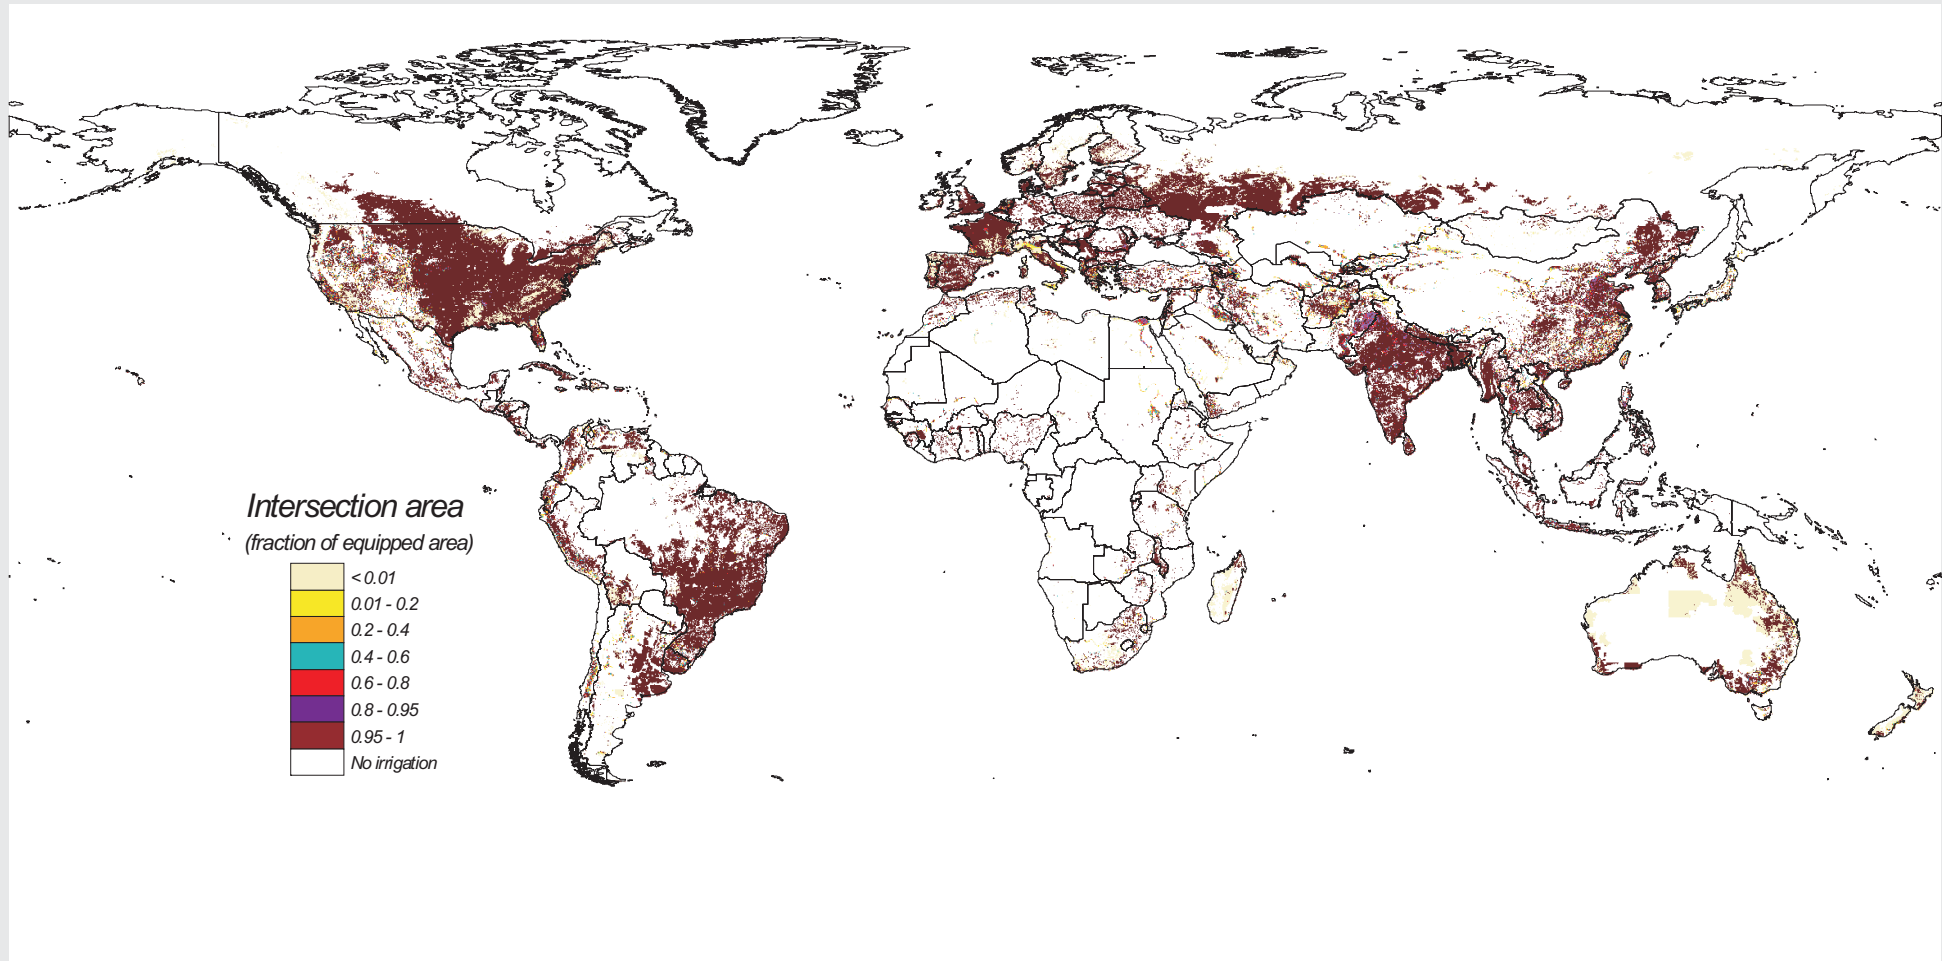 Intersection area
(fraction of equipped area)
< 0.01
0.01 - 0.2
0.2 - 0.4
0.4 - 0.6
0.6 - 0.8
0.8 - 0.95
0.95 - 1
No irrigation